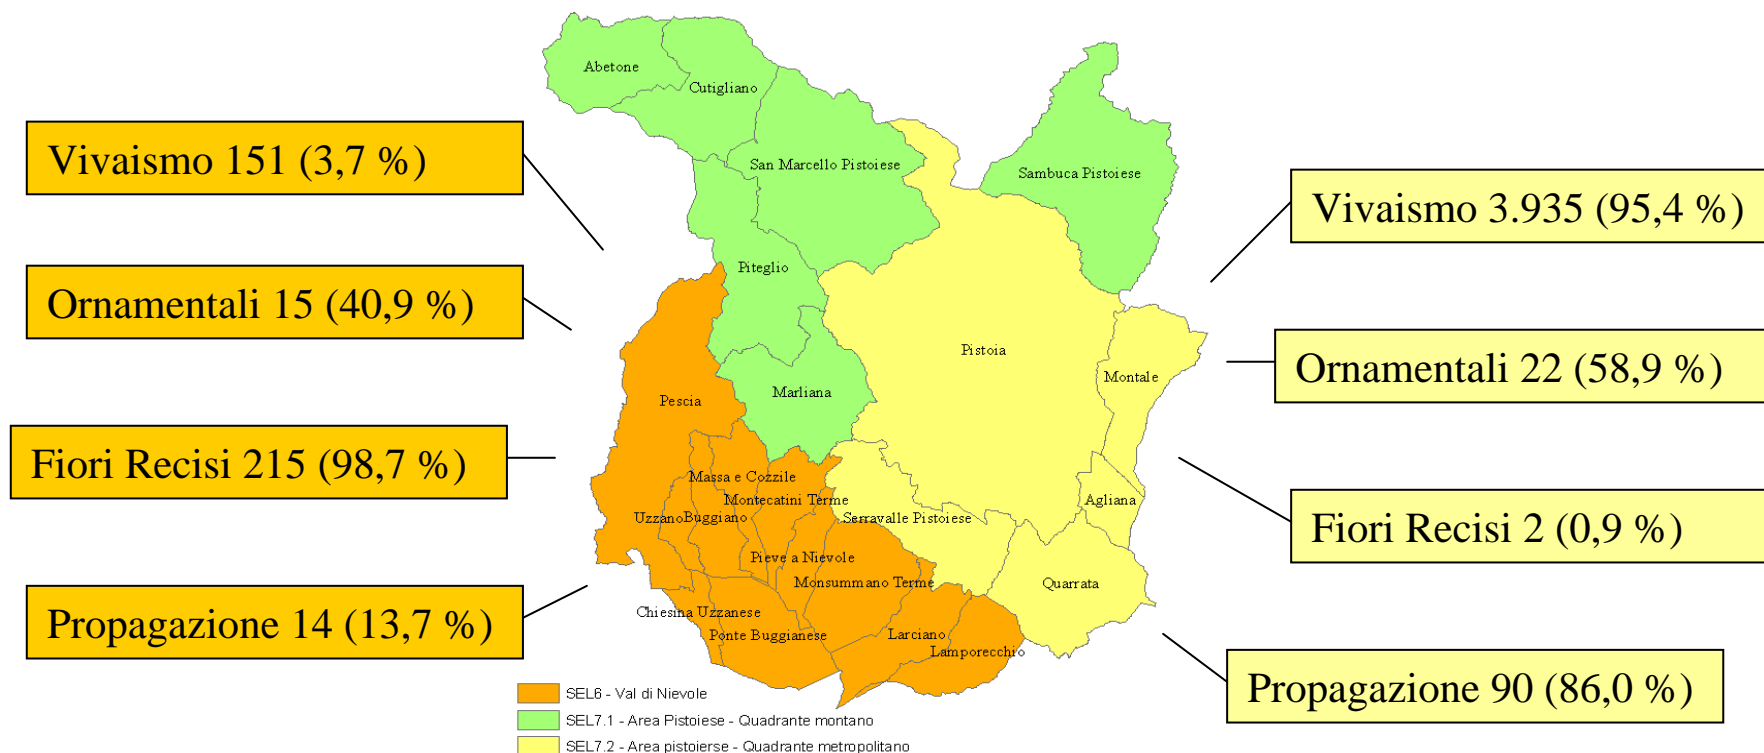 Abetone
Cutigliano
San Marcello Pistoiese
Sambuca Pistoiese
Piteglio
Marliana
Pistoia
Montale
Agliana
Quarrata
Serravalle Pistoiese
Pescia
Massa e Cozzile
Montecatini Terme
Uzzano
Buggiano
Pieve a Nievole
Monsummano Terme
Chiesina Uzzanese
Ponte Buggianese
Larciano
Lamporecchio
Vivaismo 151 (3,7 %)
Ornamentali 15 (40,9 %)
Fiori Recisi 215 (98,7 %)
Propagazione 14 (13,7 %)
Vivaismo 3.935 (95,4 %)
Ornamentali 22 (58,9 %)
Fiori Recisi 2 (0,9 %)
Propagazione 90 (86,0 %)
SEL6 - Val di Nievole
SEL7.1 - Area Pistoiese - Quadrante montano
SEL7.2 - Area pistoierse - Quadrante metropolitano